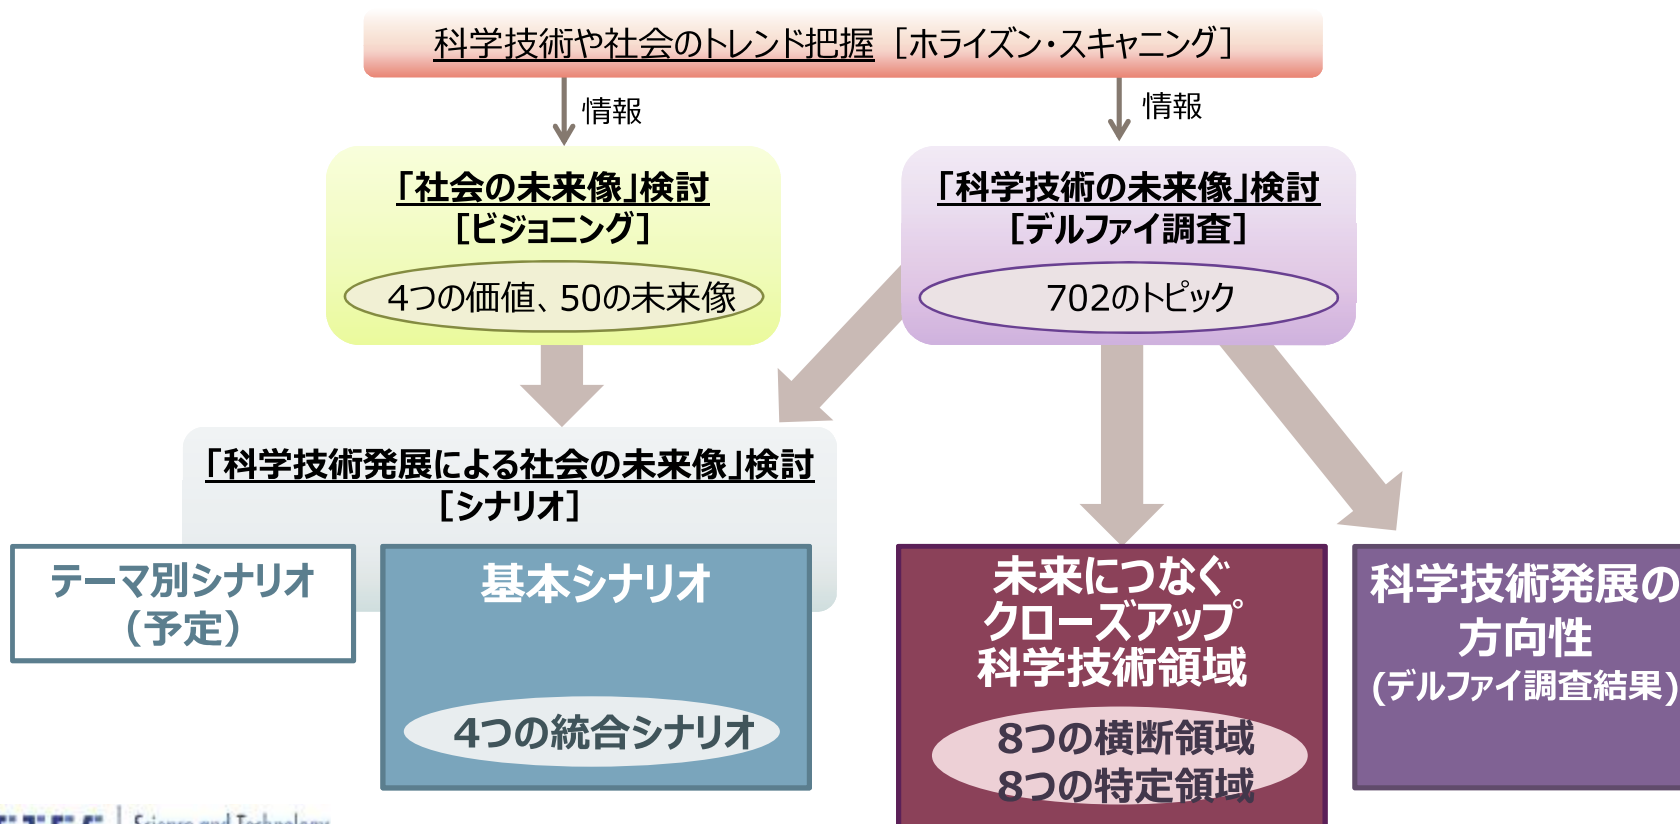 科学技術や社会のトレンド把握［ホライズン・スキャニング］
情報
情報
「社会の未来像」検討
［ビジョニング］
4つの価値、50の未来像
「科学技術の未来像」検討
［デルファイ調査］
702のトピック
「科学技術発展による社会の未来像」検討
［シナリオ］
テーマ別シナリオ
（予定）
基本シナリオ
4つの統合シナリオ
未来につなぐ
クローズアップ
科学技術領域
8つの横断領域
8つの特定領域
科学技術発展の
方向性
(デルファイ調査結果)
Science and Technology